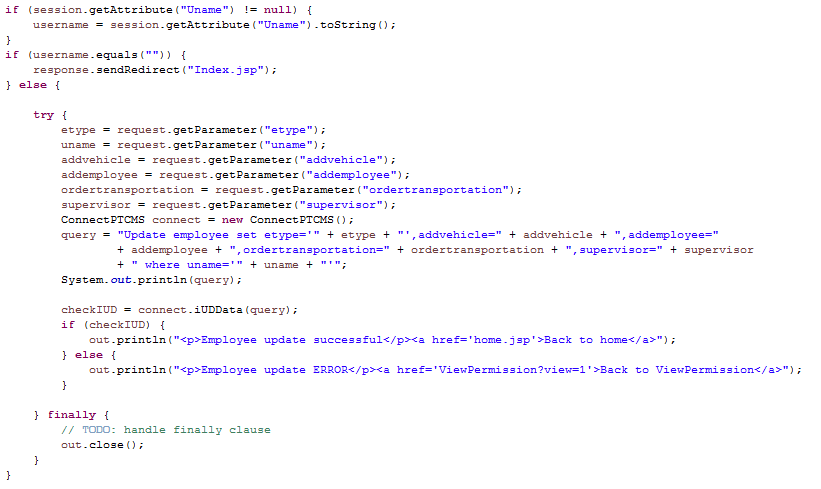 if (session.getAttribute("Uname") != null) {
    username = session.getAttribute("Uname").toString();
}
if (username.equals("")) {
    response.sendRedirect("Index.jsp");
} else {

    try {
        etype = request.getParameter("etype");
        uname = request.getParameter("uname");
        addvehicle = request.getParameter("addvehicle");
        addemployee = request.getParameter("addemployee");
        ordertransportation = request.getParameter("ordertransportation");
        supervisor = request.getParameter("supervisor");
        ConnectPTCMS connect = new ConnectPTCMS();
        query = "Update employee set etype='" + etype + "',addvehicle=" + addvehicle + ",addemployee="
                + addemployee + ",ordertransportation=" + ordertransportation + ",supervisor=" + supervisor
                + " where uname='" + uname + "'";
        System.out.println(query);

        checkIUD = connect.iUDData(query);
        if (checkIUD) {
            out.println("<p>Employee update successful</p><a href='home.jsp'>Back to home</a>");
        } else {
            out.println("<p>Employee update ERROR</p><a href='ViewPermission?view=1'>Back to ViewPermission</a>");
        }

    } finally {
        // TODO: handle finally clause
        out.close();
    }
}